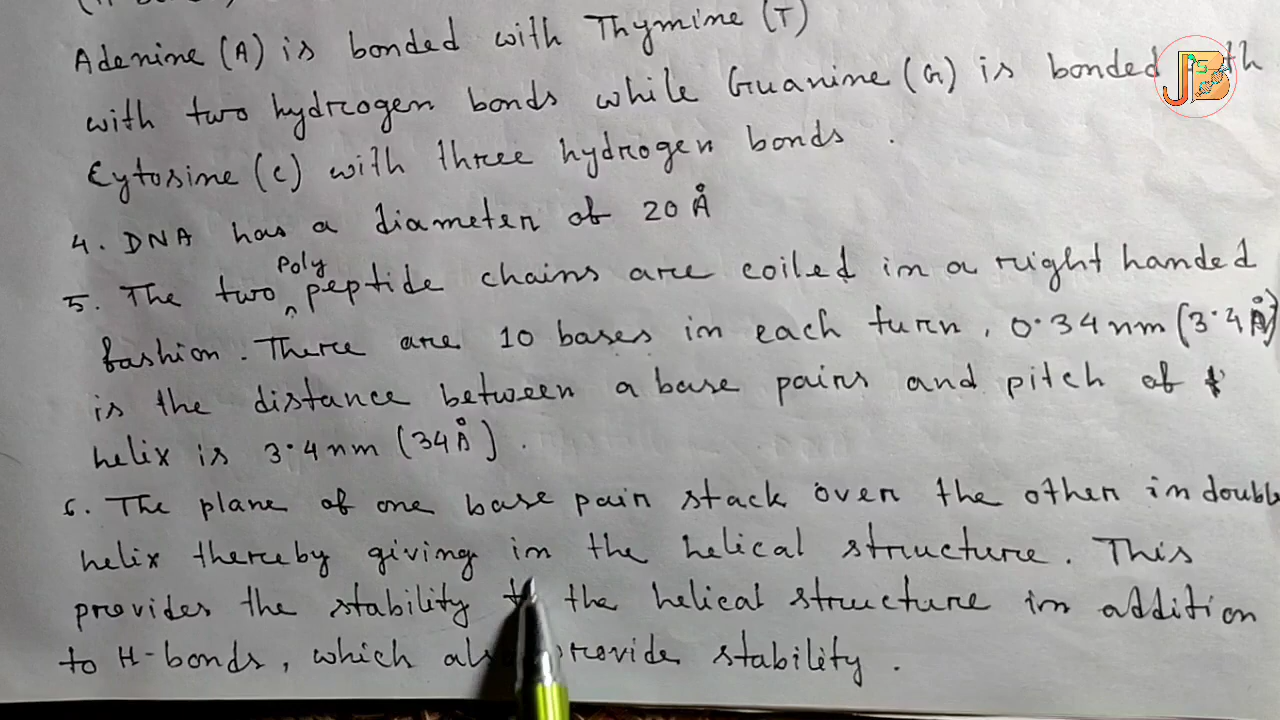 Adenine (A) is bonded with Thymine (T)
with two hydrogen bonds while Guanine (G) is bonded
Cytosine (C) with three hydrogen bonds.
4. DNA has a diameter of 20 Å
5. The two poly peptide chains are coiled in a right handed
fashion. There are 10 bases in each turn, 0.34 nm (3.4 Å)
is the distance between a base pairs and pitch of
helix is 3.4 nm (34 Å).
6. The plane of one base pair stack over the other in double
helix thereby giving in the helical structure. This
provides the stability to the helical structure in addition
to H-bonds, which also provide stability.
JB